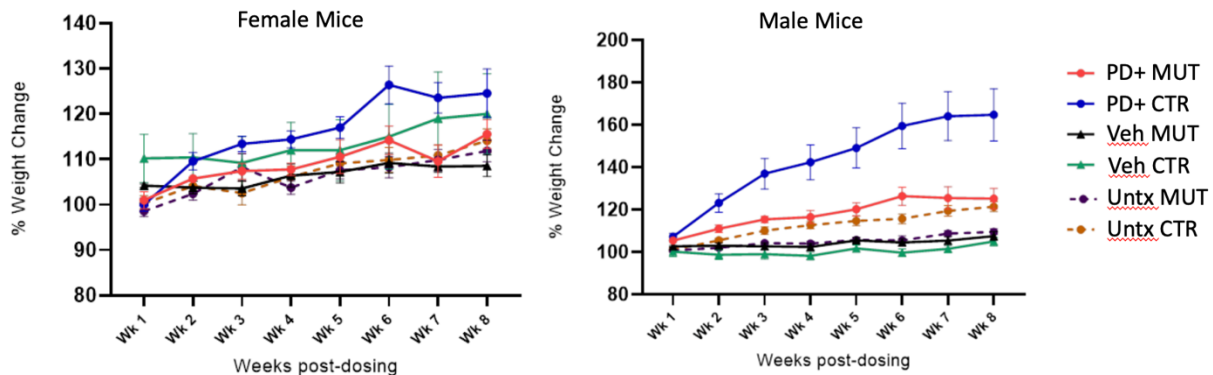 Female Mice
% Weight Change
140
130
120
110
100
90
80
Wk 1
Wk 2
Wk 3
Wk 4
Wk 5
Wk 6
Wk 7
Wk 8
Weeks post-dosing
Male Mice
% Weight Change
200
180
160
140
120
100
80
Wk 1
Wk 2
Wk 3
Wk 4
Wk 5
Wk 6
Wk 7
Wk 8
Weeks post-dosing
PD+ MUT
PD+ CTR
Veh MUT
Veh CTR
Untx MUT
Untx CTR